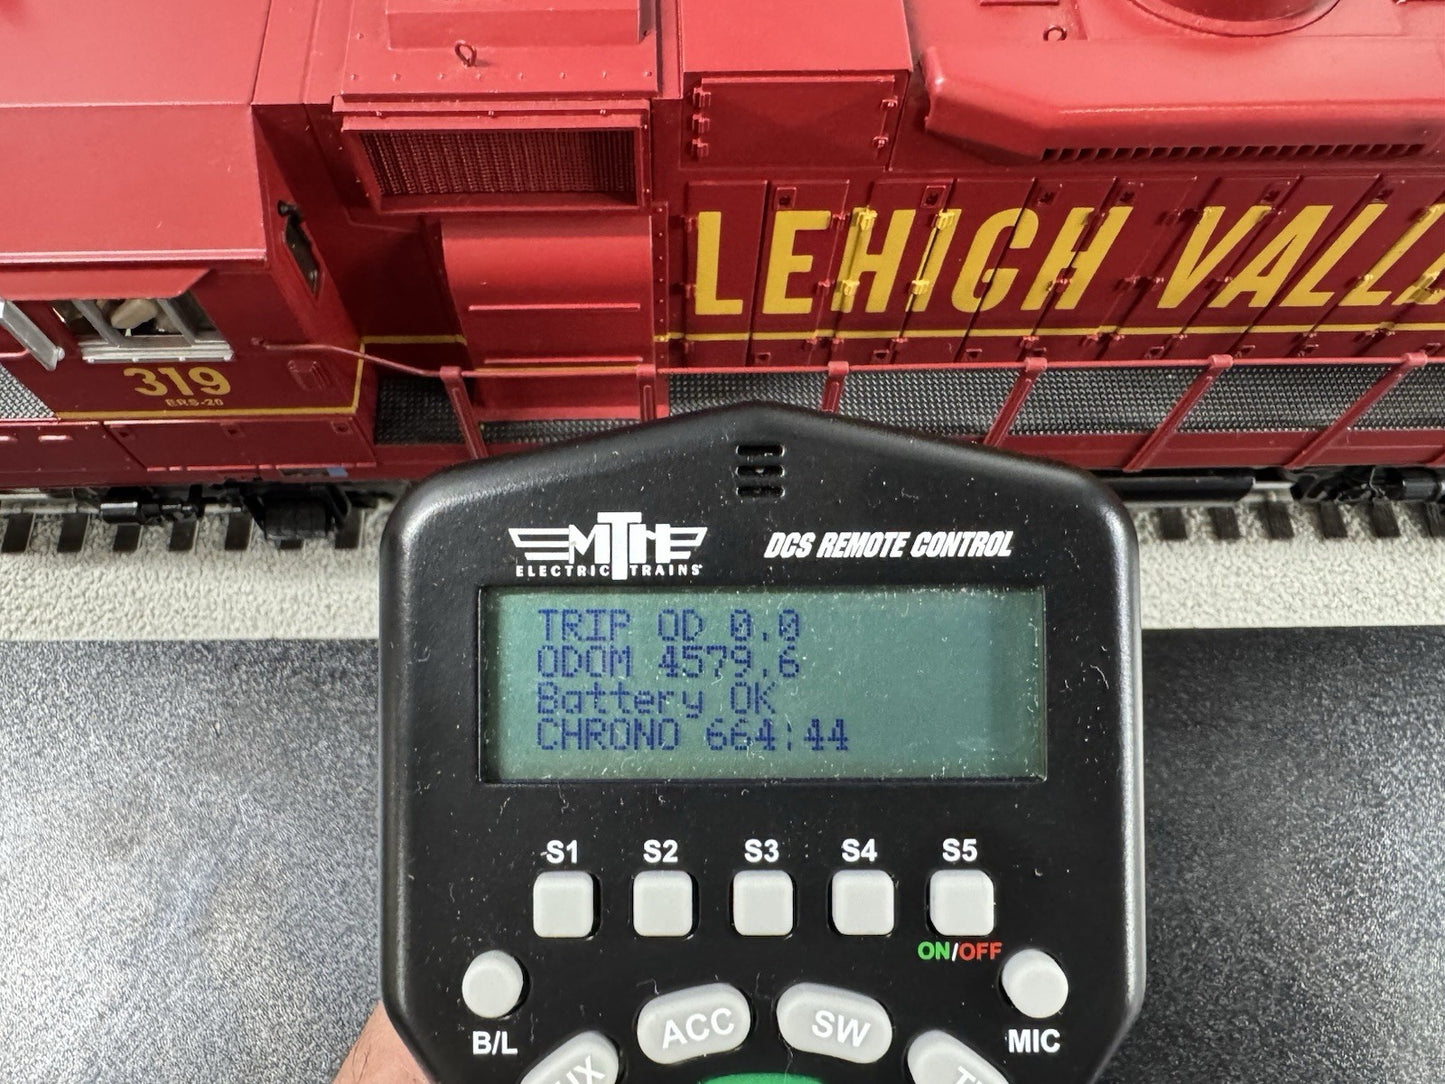 LEHIGH VALL
319
ERS-20
MTH
ELECTRIC TRAINS
DCS REMOTE CONTROL
TRIP OD 0.0
ODOM 4579.6
Battery OK
CHRONO 664:44
S1 S2 S3 S4 S5
ON/OFF
B/L ACC SW MIC